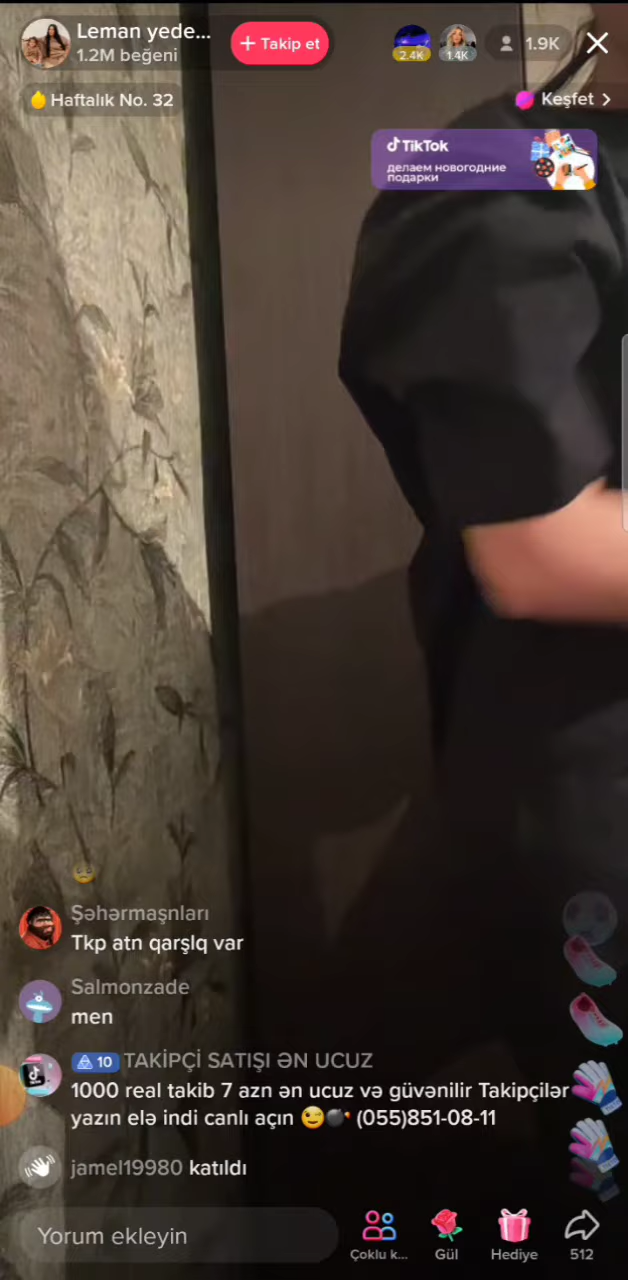 Leman yede...
1.2M beğeni
+ Takip et
2.4K
1.4K
1.9K
Haftalık No. 32
Keşfet >
TikTok
делаем новогодние
подарки
Şəhərmaşnları
Tkp atn qarşlq var
Salmonzade
men
10 TAKİPÇİ SATIŞI ƏN UCUZ
1000 real takib 7 azn ən ucuz və güvənilir Takipçilər
yazın elə indi canlı açın 😉💣 (055)851-08-11
jamel19980 katıldı
Yorum ekleyin
Çoklu k...
Gül
Hediye
512